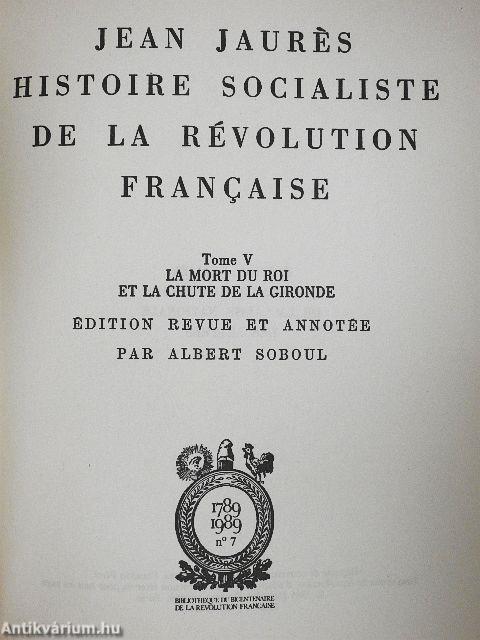 JEAN JAURÈS
HISTOIRE SOCIALISTE
DE LA RÉVOLUTION
FRANÇAISE
Tome V
LA MORT DU ROI
ET LA CHUTE DE LA GIRONDE
ÉDITION REVUE ET ANNOTÉE
PAR ALBERT SOBOUL
1789
1989
n° 7
BIBLIOTHÈQUE DU BICENTENAIRE
DE LA RÉVOLUTION FRANÇAISE
Antikvárium.hu